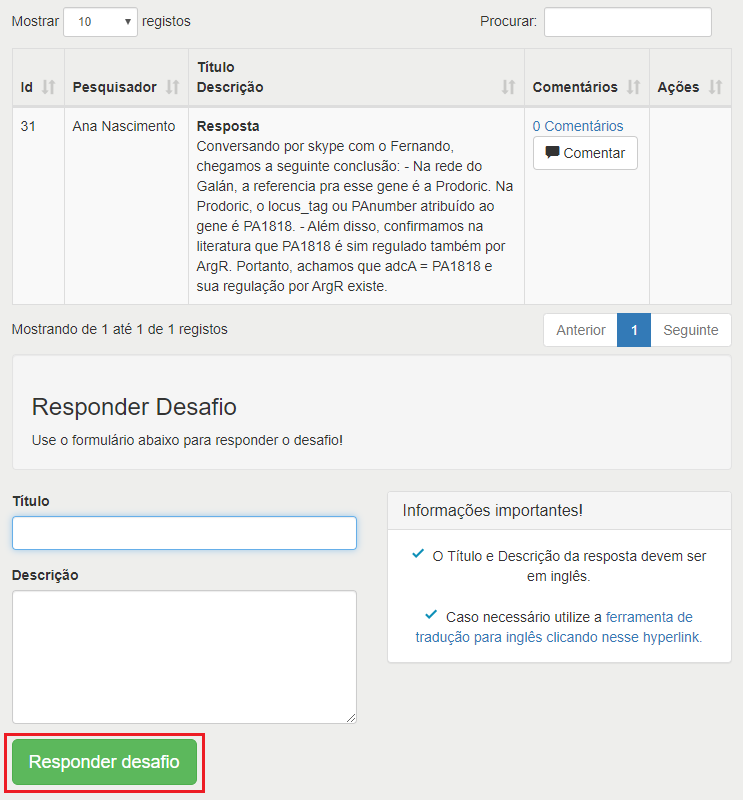 Mostrar 10 registos Procurar:
Título
Id Pesquisador Descrição Comentários Ações
31 Ana Nascimento Resposta 0 Comentários
Conversando por skype com o Fernando, Comentar
chegamos a seguinte conclusão: - Na rede do
Galán, a referencia pra esse gene é a Prodoric. Na
Prodoric, o locus_tag ou PAnumber atribuído ao
gene é PA1818. - Além disso, confirmamos na
literatura que PA1818 é sim regulado também por
ArgR. Portanto, achamos que adcA = PA1818 e
sua regulação por ArgR existe.
Mostrando de 1 até 1 de 1 registos Anterior 1 Seguinte
Responder Desafio
Use o formulário abaixo para responder o desafio!
Título
Descrição
Responder desafio
Informações importantes!
O Título e Descrição da resposta devem ser
em inglês.
Caso necessário utilize a ferramenta de
tradução para inglês clicando nesse hyperlink.